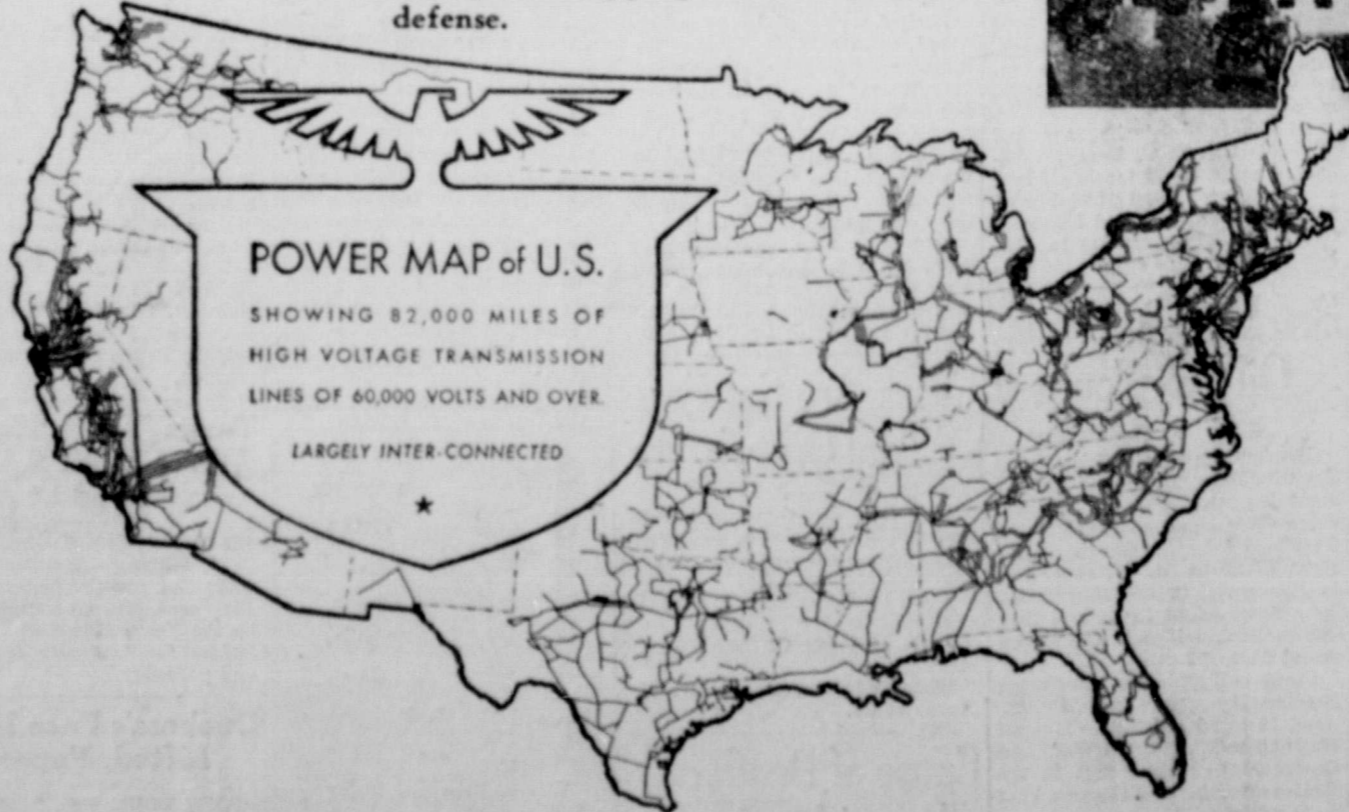 defense.
POWER MAP of U.S.
SHOWING 82,000 MILES OF
HIGH VOLTAGE TRANSMISSION
LINES OF 60,000 VOLTS AND OVER.
LARGELY INTER-CONNECTED